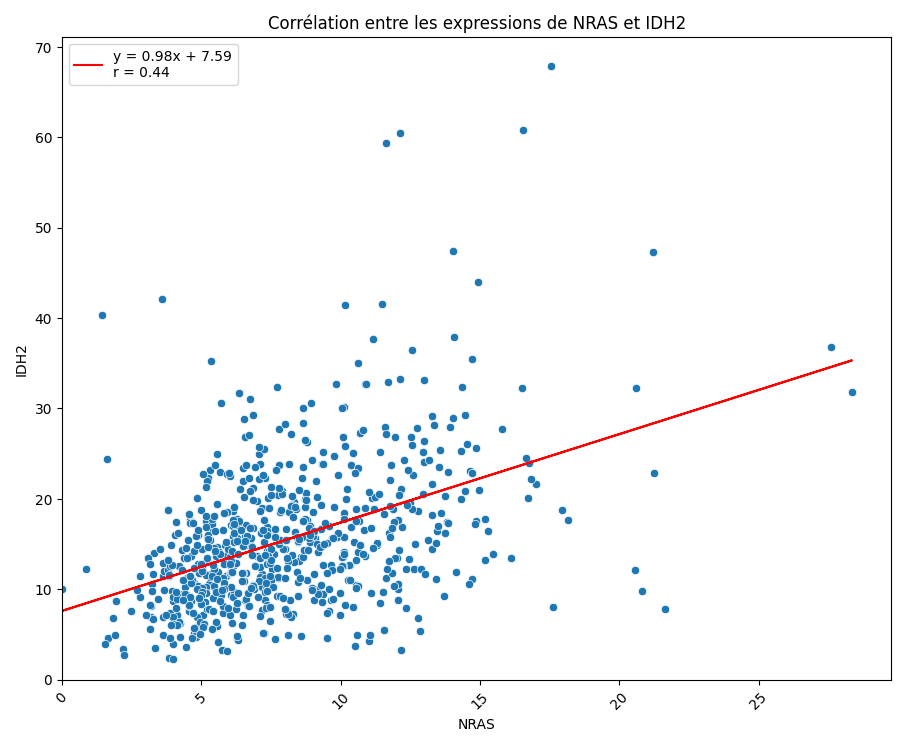 Corrélation entre les expressions de NRAS et IDH2
y = 0.98x + 7.59
r = 0.44
70
60
50
40
30
20
10
0
IDH2
0 5 10 15 20 25
NRAS